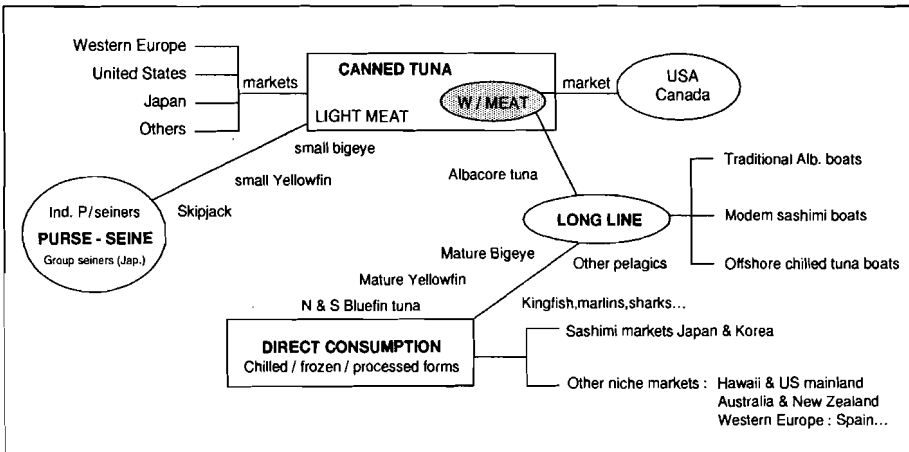 Western Europe
United States
Japan
Others
markets
CANNED TUNA
W / MEAT
LIGHT MEAT
market
USA
Canada
small bigeye
small Yellowfin
Skipjack
Albacore tuna
Ind. P/seiners
PURSE - SEINE
Group seiners (Jap.)
LONG LINE
Traditional Alb. boats
Modem sashimi boats
Offshore chilled tuna boats
Mature Bigeye
Mature Yellowfin
N & S Bluefin tuna
Other pelagics
Kingfish,marlins,sharks...
DIRECT CONSUMPTION
Chilled / frozen / processed forms
Sashimi markets Japan & Korea
Other niche markets : Hawaii & US mainland
Australia & New Zealand
Western Europe : Spain...